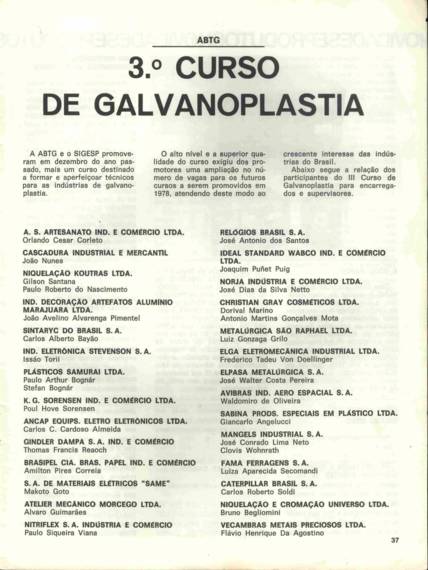 ABTG
3.º CURSO
DE GALVANOPLASTIA
A ABTG e o SIGESP promove-
ram em dezembro do ano pas-
sado, mais um curso destinado
a formar e aperfeiçoar técnicos
para as indústrias de galvano-
plastia.
O alto nível e a superior qua-
lidade do curso exigiu dos pro-
motores uma ampliação no nú-
mero de vagas para os futuros
cursos a serem promovidos em
1978, atendendo deste modo ao
crescente interesse das indús-
trias do Brasil.
Abaixo segue a relação dos
participantes do III Curso de
Galvanoplastia para encarrega-
dos e supervisores.
A. S. ARTESANATO IND. E COMÉRCIO LTDA.
Orlando Cesar Corleto
CASCADURA INDUSTRIAL E MERCANTIL
João Nunes
NIQUELAÇÃO KOUTRAS LTDA.
Gilson Santana
Paulo Roberto do Nascimento
IND. DECORAÇÃO ARTEFATOS ALUMÍNIO
MARAJUARA LTDA.
João Avelino Alvarenga Pimentel
SINTARYC DO BRASIL S. A.
Carlos Alberto Bayão
IND. ELETRÔNICA STEVENSON S. A.
Issáo Torii
PLÁSTICOS SAMURAI LTDA.
Paulo Arthur Bognár
Stefan Bognár
K. G. SORENSEN IND. E COMÉRCIO LTDA.
Poul Hove Sorensen
ANCAP EQUIPS. ELETRO ELETRÔNICOS LTDA.
Carlos C. Cardoso Almeida
GINDLER DAMPA S. A. IND. E COMÉRCIO
Thomas Francis Reaoch
BRASIPEL CIA. BRAS. PAPEL IND. E COMÉRCIO
Amilton Pires Correia
S. A. DE MATERIAIS ELÉTRICOS "SAME"
Makoto Goto
ATELIER MECÂNICO MORCEGO LTDA.
Alvaro Guimarães
NITRIFLEX S. A. INDÚSTRIA E COMÉRCIO
Paulo Siqueira Viana
RELÓGIOS BRASIL S. A.
José Antonio dos Santos
IDEAL STANDARD WABCO IND. E COMÉRCIO
LTDA.
Joaquim Puñet Puig
NORJA INDÚSTRIA E COMÉRCIO LTDA.
José Dias da Silva Netto
CHRISTIAN GRAY COSMÉTICOS LTDA.
Dorival Marino
Antonio Martins Gonçalves Mota
METALÚRGICA SÃO RAPHAEL LTDA.
Luiz Gonzaga Grilo
ELGA ELETROMECÂNICA INDUSTRIAL LTDA.
Frederico Tadeu Von Doellinger
ELPASA METALÚRGICA S. A.
José Walter Costa Pereira
AVIBRAS IND. AERO ESPACIAL S. A.
Waldomiro de Oliveira
SABINA PRODS. ESPECIAIS EM PLÁSTICO LTDA.
Giancarlo Angelucci
MANGELS INDUSTRIAL S. A.
José Conrado Lima Neto
Clovis Wohnrath
FAMA FERRAGENS S. A.
Luiza Aparecida Secomandi
CATERPILLAR BRASIL S. A.
Carlos Roberto Soldi
NIQUELAÇÃO E CROMAÇÃO UNIVERSO LTDA.
Bruno Begliomini
VECAMBRAS METAIS PRECIOSOS LTDA.
Flávio Henrique Da Agostino
37